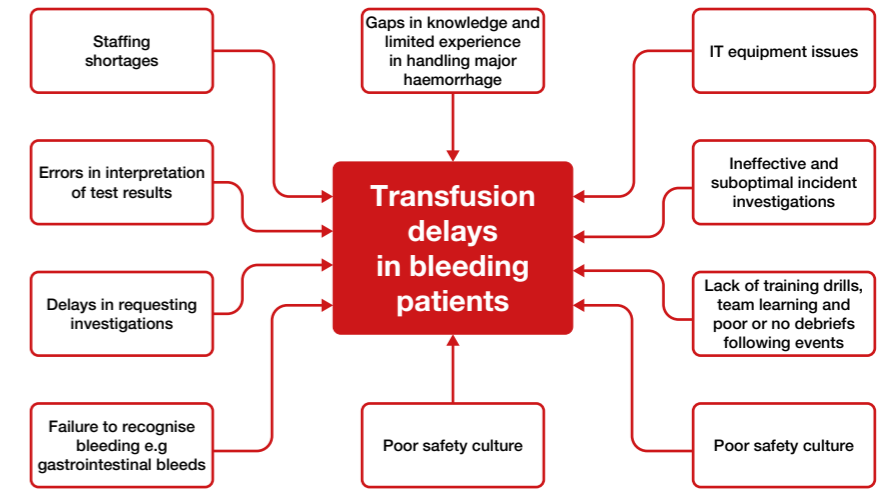 Staffing
shortages
Gaps in knowledge and
limited experience
in handling major
haemorrhage
IT equipment issues
Errors in interpretation
of test results
Transfusion
delays
in bleeding
patients
Ineffective and
suboptimal incident
investigations
Delays in requesting
investigations
Lack of training drills,
team learning and
poor or no debriefs
following events
Failure to recognise
bleeding e.g
gastrointestinal bleeds
Poor safety culture
Poor safety culture